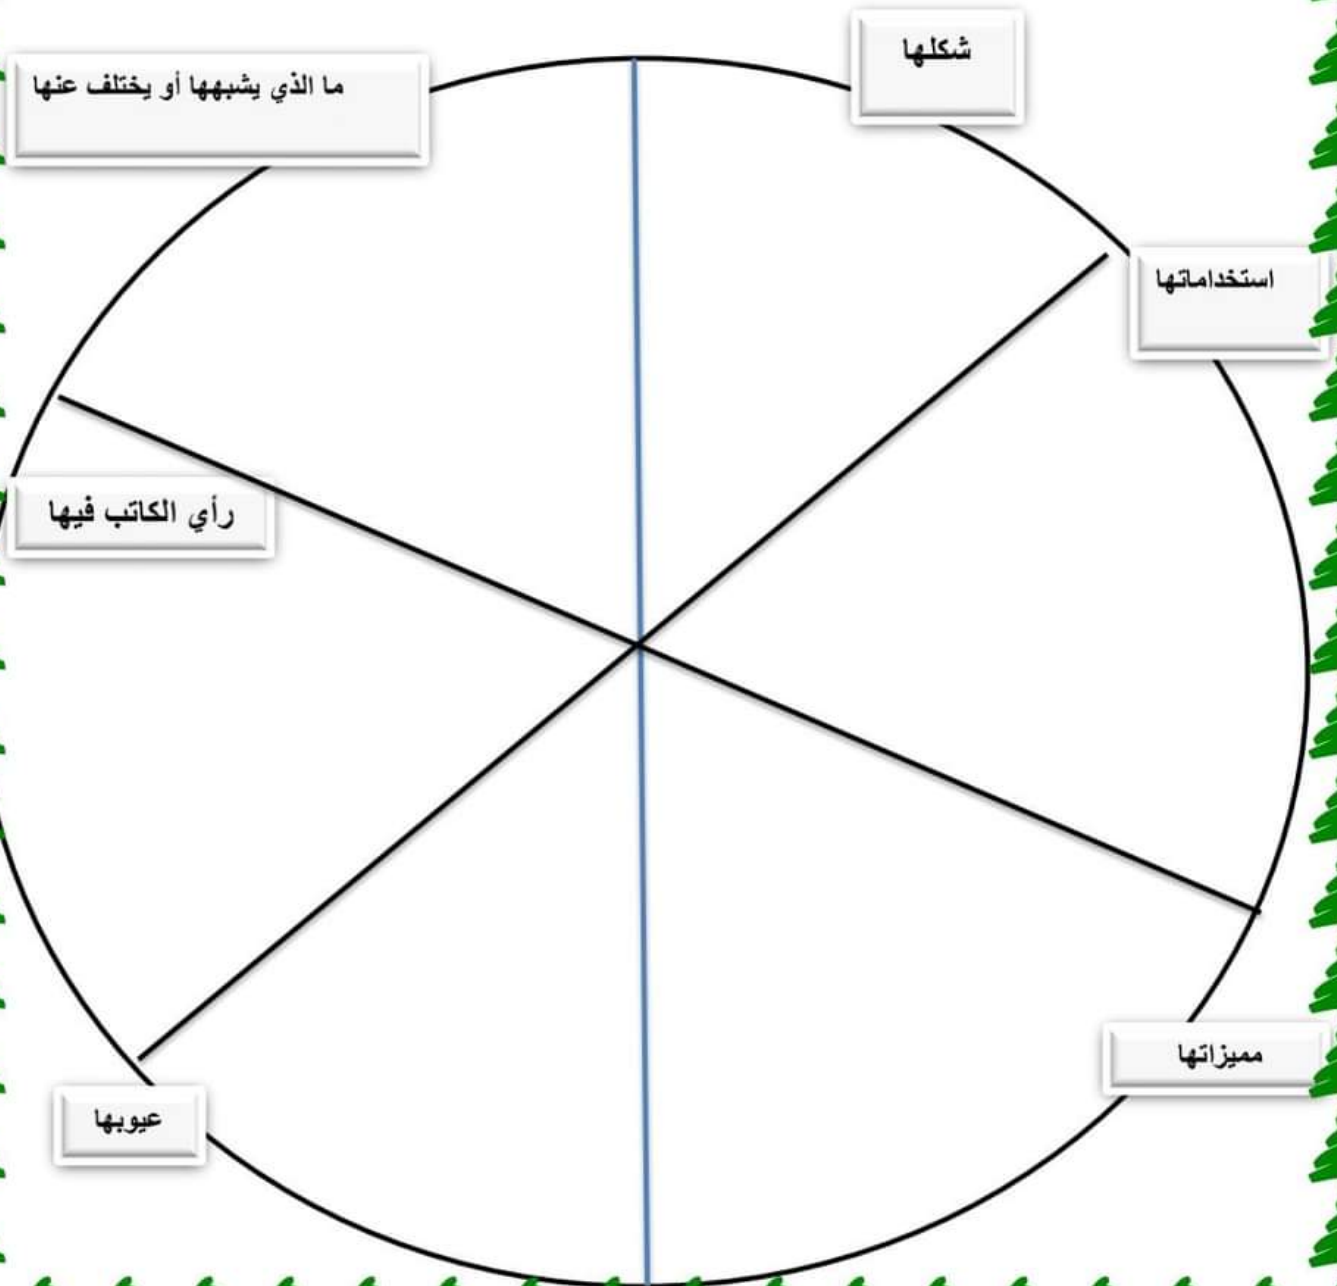 شكلها
ما الذي يشبهها أو يختلف عنها
استخداماتها
رأي الكاتب فيها
مميزاتها
عيوبها